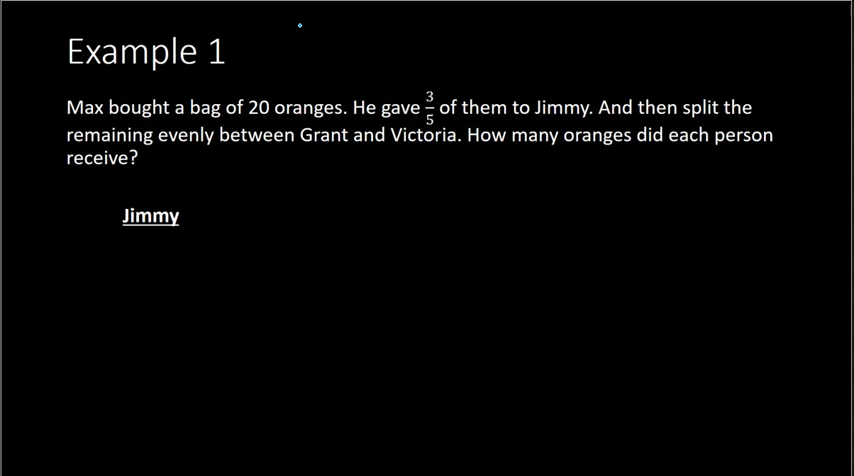 Example 1
Max bought a bag of 20 oranges. He gave 3/5 of them to Jimmy. And then split the
remaining evenly between Grant and Victoria. How many oranges did each person
receive?
Jimmy